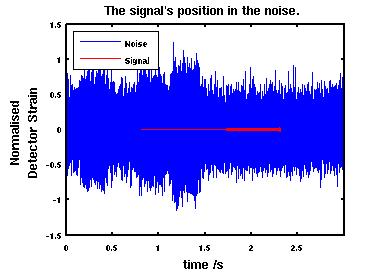 The signal's position in the noise.
1.5
1
0.5
0
-0.5
-1
-1.5
Normalised
Detector Strain
Noise
Signal
0
0.5
1
1.5
2
2.5
time /s